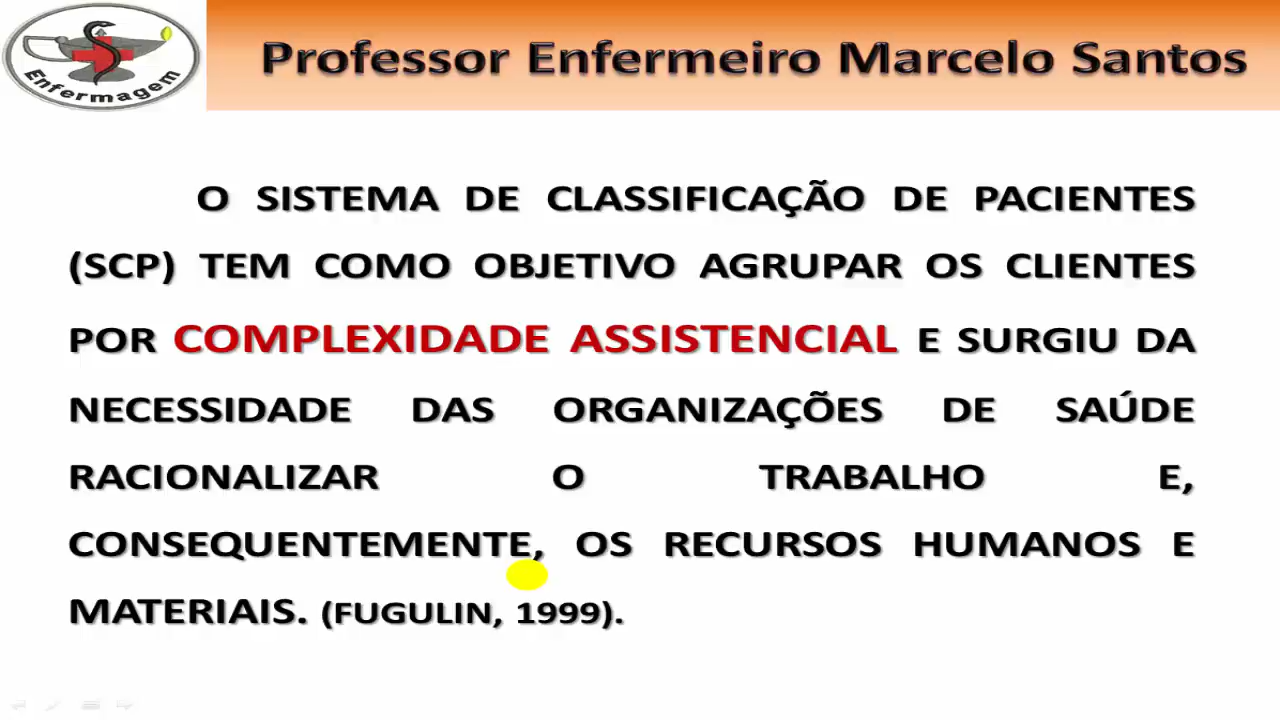 Enfermagem
Professor Enfermeiro Marcelo Santos
O SISTEMA DE CLASSIFICAÇÃO DE PACIENTES
(SCP) TEM COMO OBJETIVO AGRUPAR OS CLIENTES
POR COMPLEXIDADE ASSISTENCIAL E SURGIU DA
NECESSIDADE DAS ORGANIZAÇÕES DE SAÚDE
RACIONALIZAR O TRABALHO E,
CONSEQUENTEMENTE, OS RECURSOS HUMANOS E
MATERIAIS. (FUGULIN, 1999).